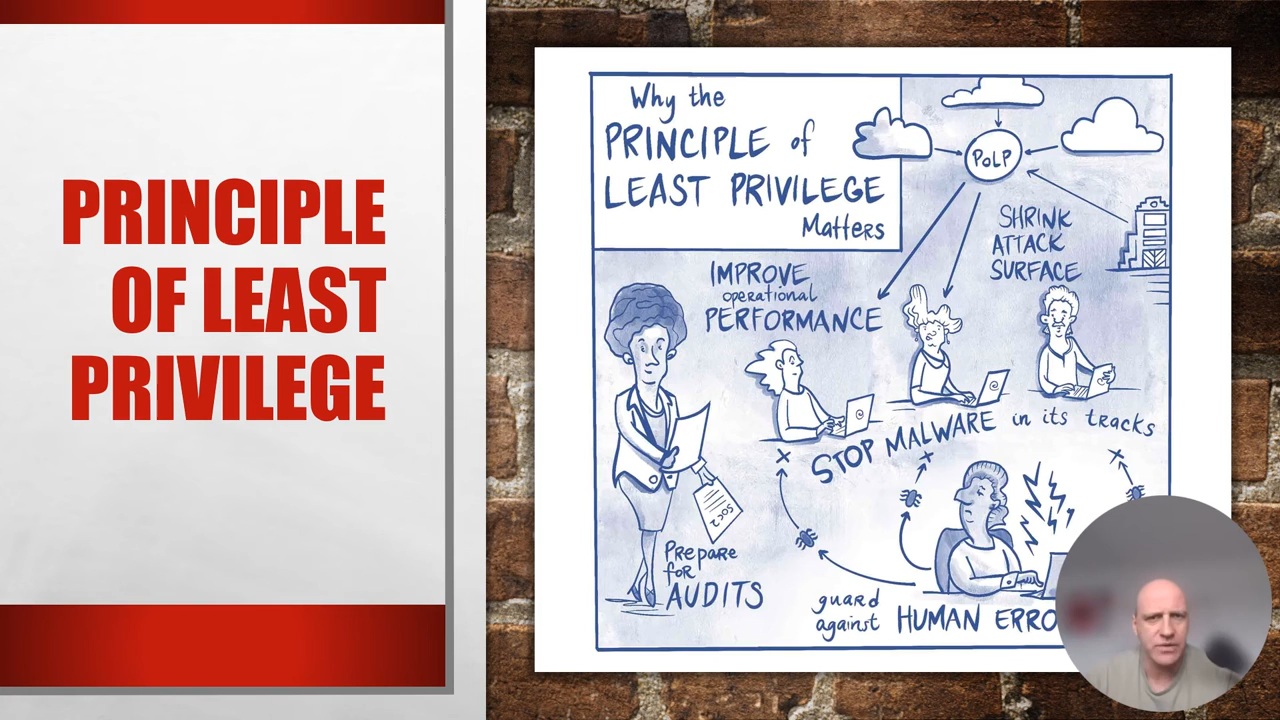 PRINCIPLE
OF LEAST
PRIVILEGE
Why the
PRINCIPLE of
LEAST PRIVILEGE
Matters
PoLP
SHRINK
ATTACK
SURFACE
IMPROVE
operational
PERFORMANCE
STOP MALWARE in its tracks
SOC2
Prepare
for
AUDITS
guard
against HUMAN ERRO